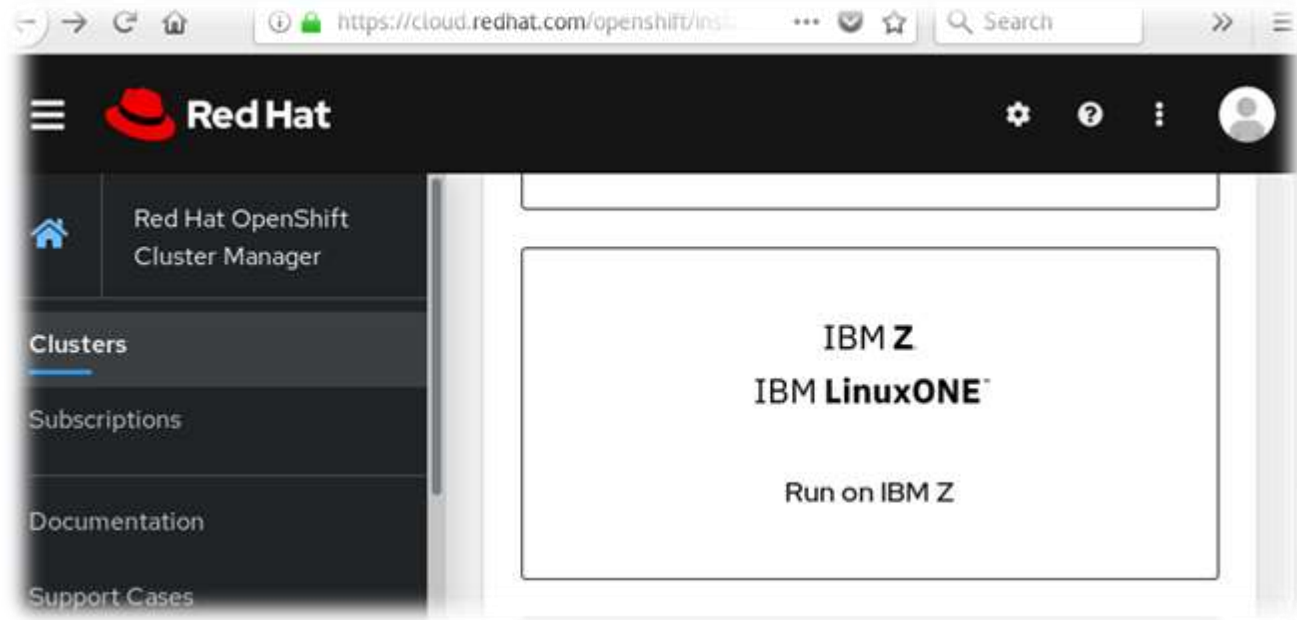 https://cloud.redhat.com/openshift/ins
Search
Red Hat
Red Hat OpenShift
Cluster Manager
Clusters
Subscriptions
Documentation
Support Cases
IBM Z
IBM LinuxONE™
Run on IBM Z